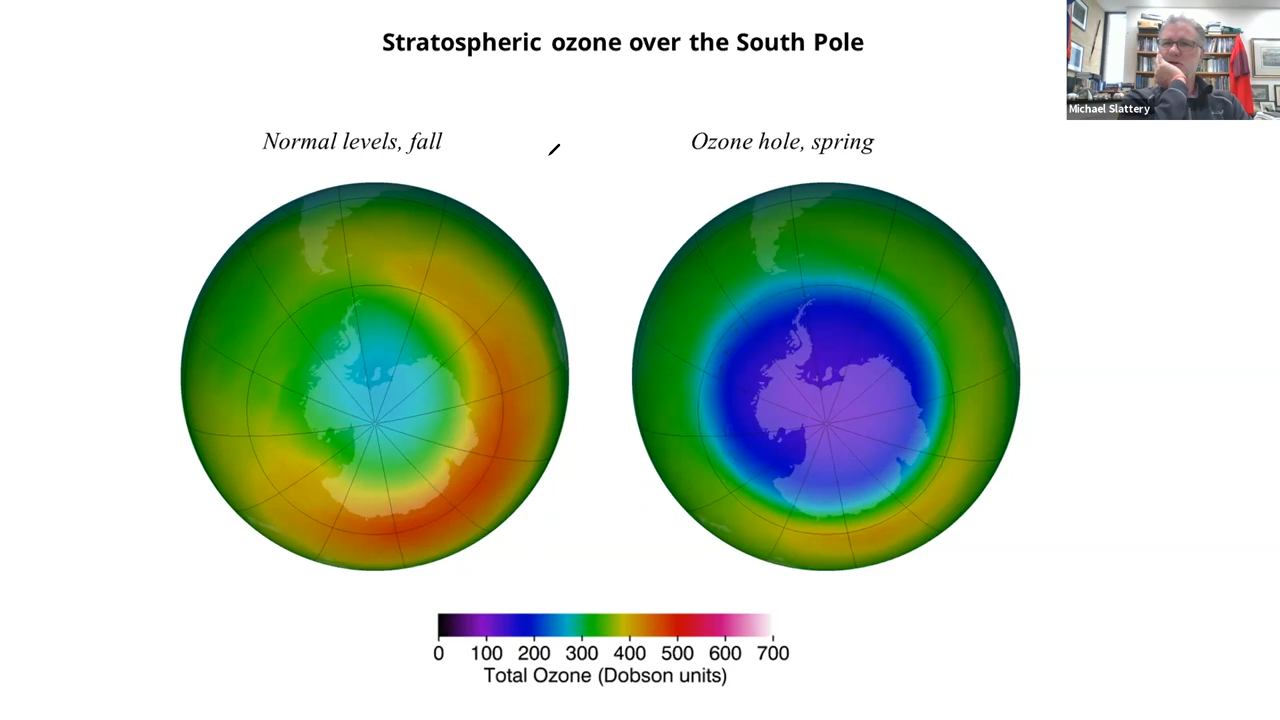 Stratospheric ozone over the South Pole
Michael Slattery
Normal levels, fall
Ozone hole, spring
0 100 200 300 400 500 600 700
Total Ozone (Dobson units)